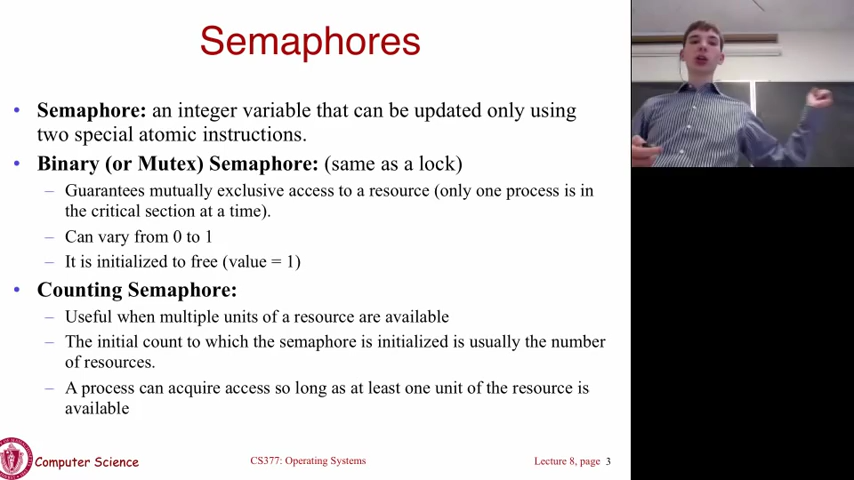 Semaphores
• Semaphore: an integer variable that can be updated only using
two special atomic instructions.
• Binary (or Mutex) Semaphore: (same as a lock)
– Guarantees mutually exclusive access to a resource (only one process is in
the critical section at a time).
– Can vary from 0 to 1
– It is initialized to free (value = 1)
• Counting Semaphore:
– Useful when multiple units of a resource are available
– The initial count to which the semaphore is initialized is usually the number
of resources.
– A process can acquire access so long as at least one unit of the resource is
available
Computer Science
CS377: Operating Systems
Lecture 8, page 3